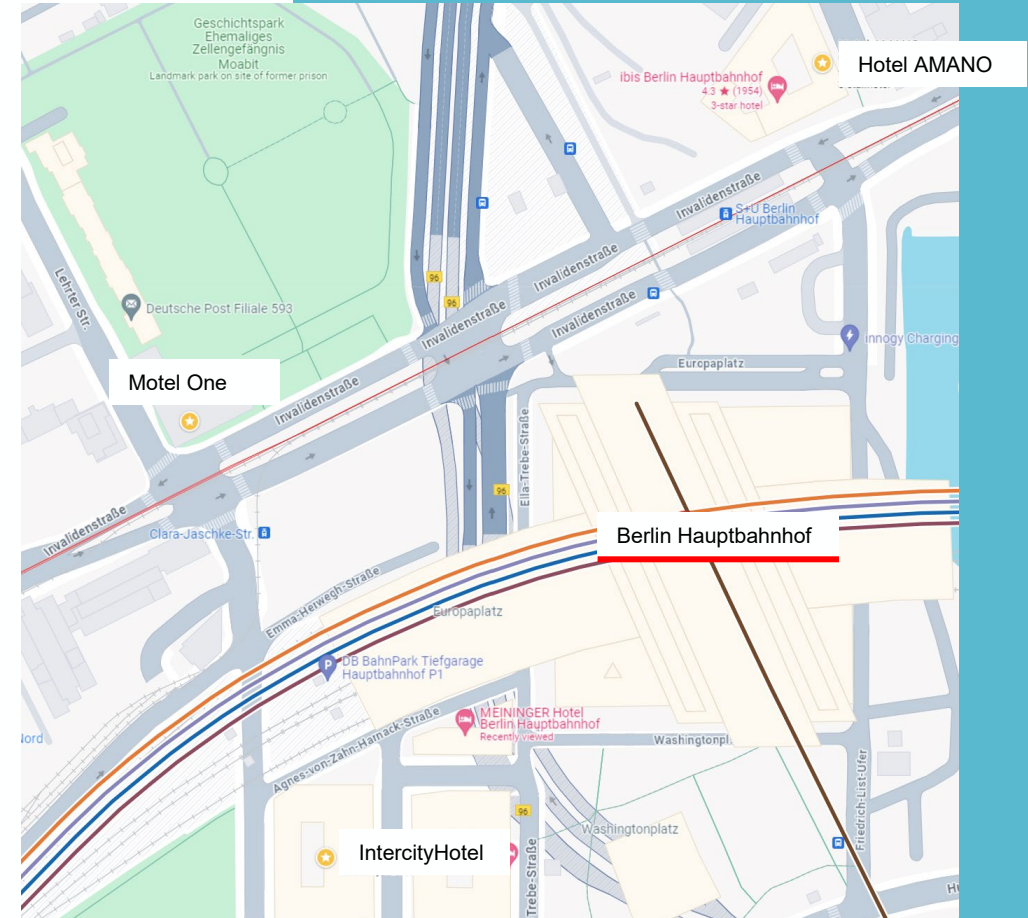 Geschichtspark
Ehemaliges
Zellengefängnis
Moabit
Landmark park on site of former prison
Hotel AMANO
ibis Berlin Hauptbahnhof
4.3 ★ (1954)
3-star hotel
Invalidenstraße
S+U Berlin
Hauptbahnhof
Invalidenstraße
Lehrter Str.
96
96
Deutsche Post Filiale 593
Invalidenstraße
Invalidenstraße
innogy Charging
Europaplatz
Motel One
Invalidenstraße
Ella-Trebe-Straße
96
Invalidenstraße
Clara-Jaschke-Str.
Berlin Hauptbahnhof
Emma-Herwegh-Straße
Europaplatz
P
DB BahnPark Tiefgarage
Hauptbahnhof P1
MEININGER Hotel
Berlin Hauptbahnhof
Recently viewed
Agnes-von-Zahn-Harnack-Straße
Nord
Washingtonpl
Friedrich-List-Ufer
96
Washingtonplatz
IntercityHotel
Trebe-Straße